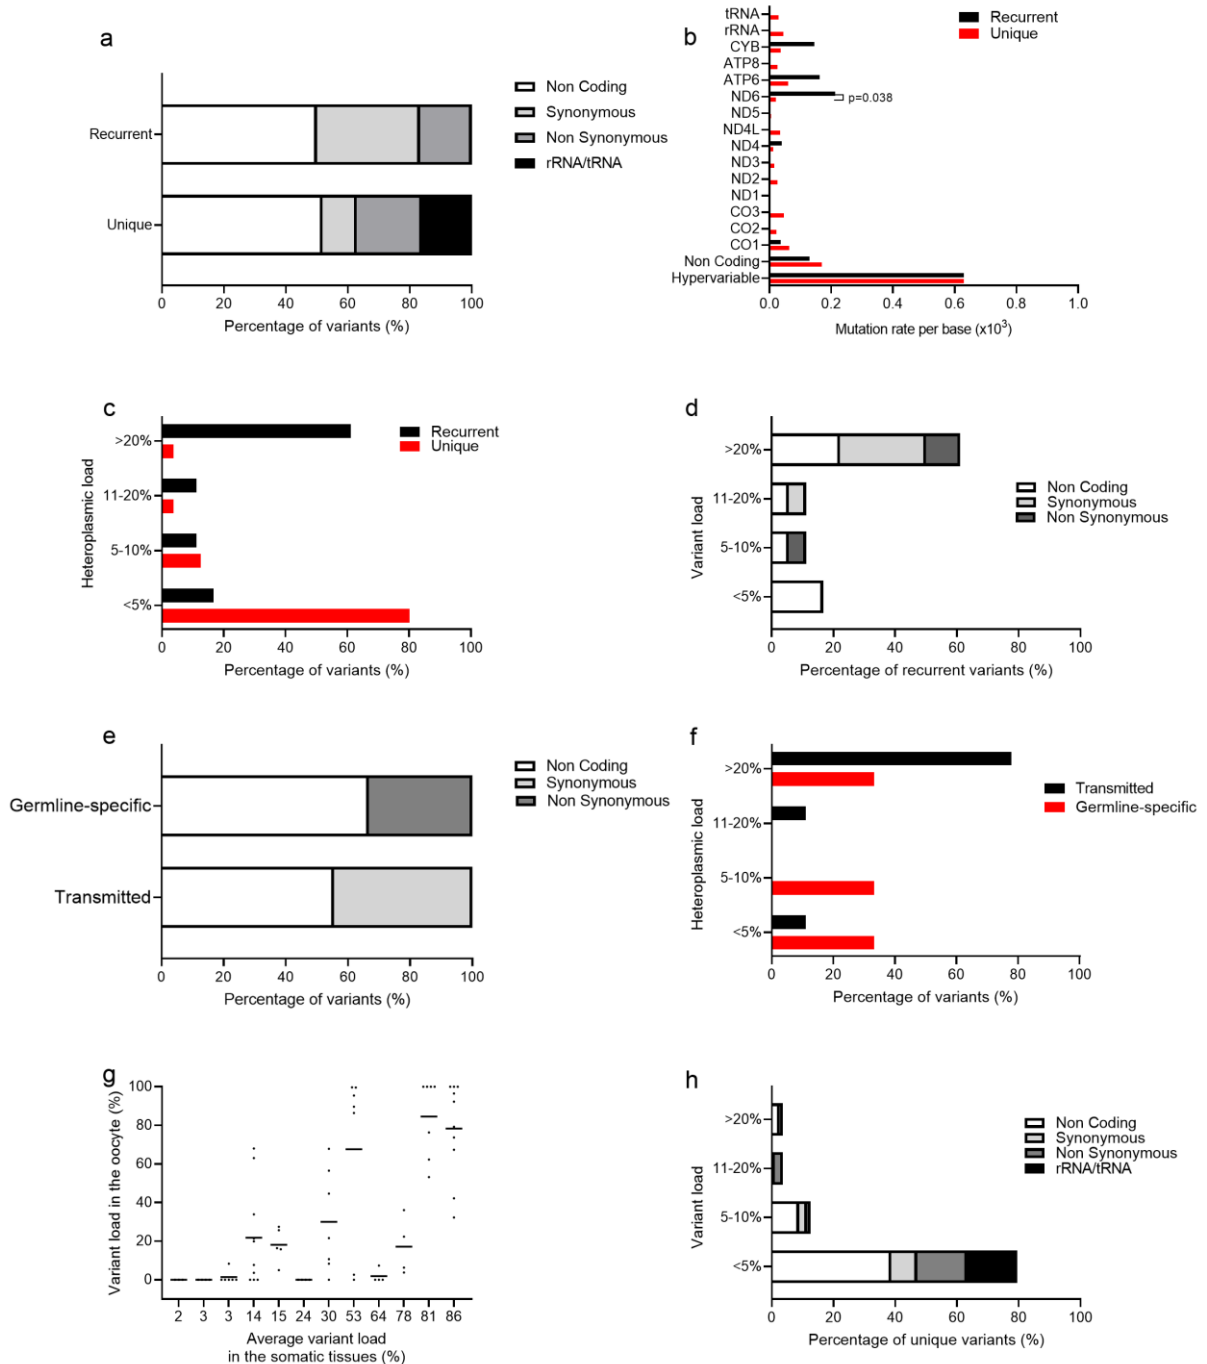 a
Recurrent
Unique
0 20 40 60 80 100
Percentage of variants (%)
Non Coding
Synonymous
Non Synonymous
rRNA/tRNA
b
tRNA
rRNA
CYB
ATP8
ATP6
ND6
ND5
ND4L
ND4
ND3
ND2
ND1
CO3
CO2
CO1
Non Coding
Hypervariable
Recurrent
Unique
p=0.038
0.0 0.2 0.4 0.6 0.8 1.0
Mutation rate per base (x10³)
c
Heteroplasmic load
>20%
11-20%
5-10%
<5%
Recurrent
Unique
0 20 40 60 80 100
Percentage of variants (%)
d
Variant load
>20%
11-20%
5-10%
<5%
Non Coding
Synonymous
Non Synonymous
0 20 40 60 80 100
Percentage of recurrent variants (%)
e
Germline-specific
Transmitted
Non Coding
Synonymous
Non Synonymous
0 20 40 60 80 100
Percentage of variants (%)
f
Heteroplasmic load
>20%
11-20%
5-10%
<5%
Transmitted
Germline-specific
0 20 40 60 80 100
Percentage of variants (%)
g
Variant load in the oocyte (%)
100
80
60
40
20
0
2 3 3 14 15 24 30 53 64 78 81 86
Average variant load
in the somatic tissues (%)
h
Variant load
>20%
11-20%
5-10%
<5%
Non Coding
Synonymous
Non Synonymous
rRNA/tRNA
0 20 40 60 80 100
Percentage of unique variants (%)